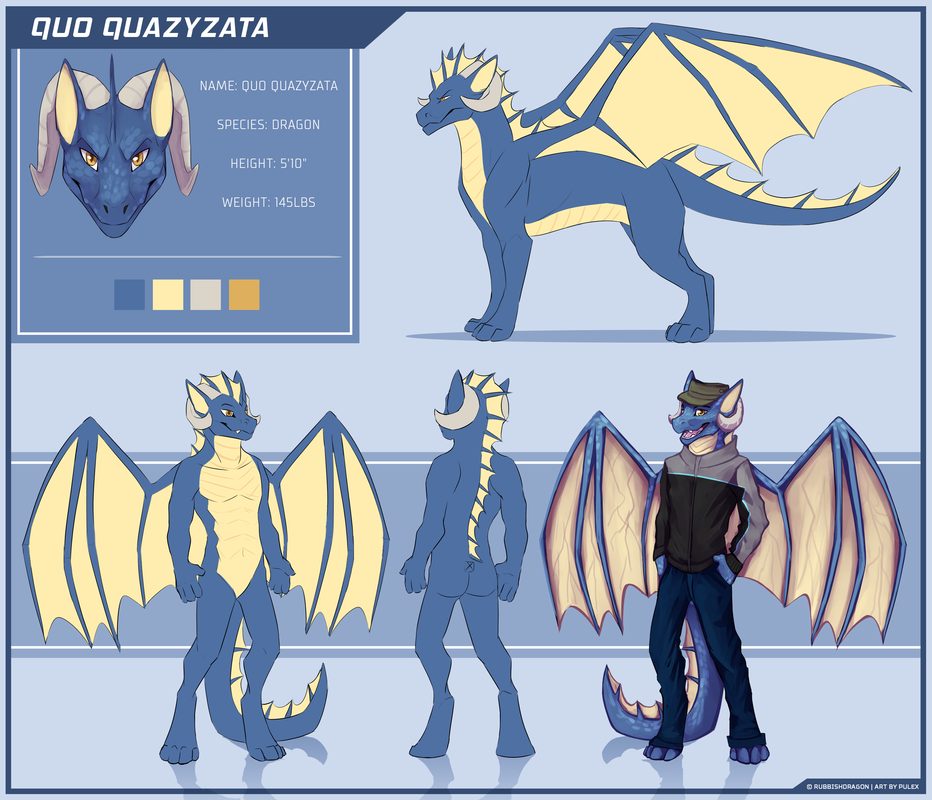 QUO QUAZYZATA
NAME: QUO QUAZYZATA
SPECIES: DRAGON
HEIGHT: 5'10"
WEIGHT: 145LBS
© RUBBISHDRAGON | ART BY PULEX